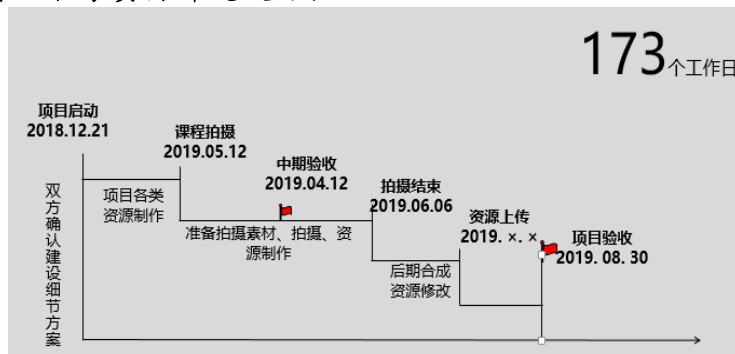 173个工作日
项目启动
2018.12.21
课程拍摄
2019.05.12
中期验收
2019.04.12
拍摄结束
2019.06.06
资源上传
2019. ×. ×
项目验收
2019. 08. 30
双方确认建设细节方案
项目各类
资源制作
准备拍摄素材、拍摄、资
源制作
后期合成
资源修改